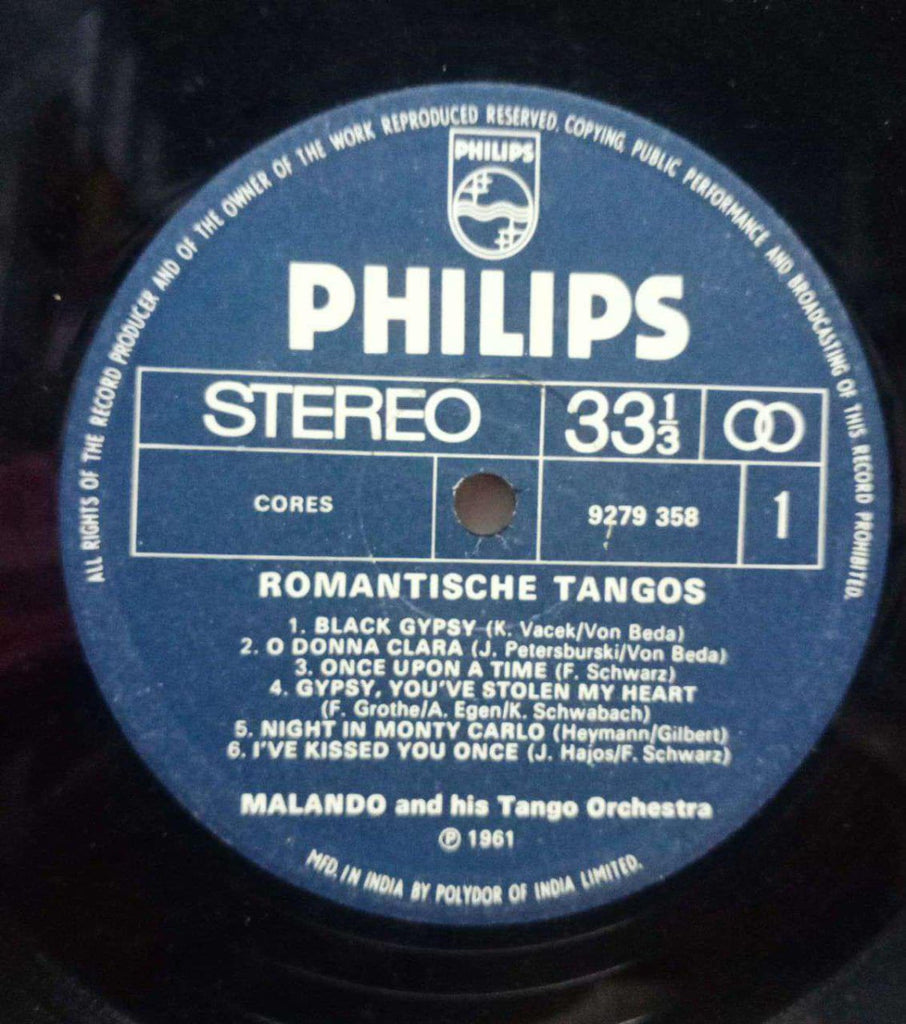 ALL RIGHTS OF THE RECORD PRODUCER AND OF THE OWNER OF THE WORK REPRODUCED RESERVED. COPYING, PUBLIC PERFORMANCE AND BROADCASTING OF THIS RECORD PROHIBITED.
PHILIPS
PHILIPS
STEREO 33 1/3
CORES 9279 358 1
ROMANTISCHE TANGOS
1. BLACK GYPSY (K. Vacek/Von Beda)
2. O DONNA CLARA (J. Petersburski/Von Beda)
3. ONCE UPON A TIME (F. Schwarz)
4. GYPSY, YOU'VE STOLEN MY HEART
(F. Grothe/A. Egen/K. Schwabach)
5. NIGHT IN MONTY CARLO (Heymann/Gilbert)
6. I'VE KISSED YOU ONCE (J. Hajos/F. Schwarz)
MALANDO and his Tango Orchestra
Ⓟ 1961
MFD. IN INDIA BY POLYDOR OF INDIA LIMITED.